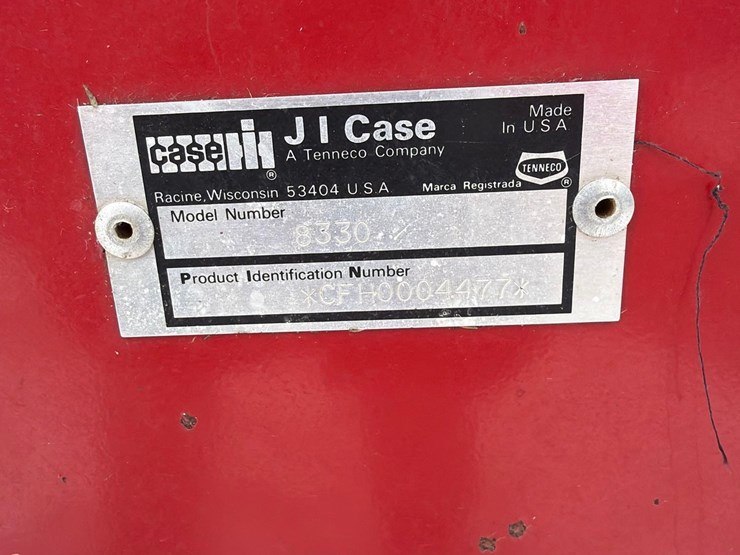 case IH ®
J I Case
A Tenneco Company
Made
In U S A
TENNECO ®
Racine, Wisconsin 53404 U.S.A
Marca Registrada
Model Number
8330
Product Identification Number
*CFH0004477*